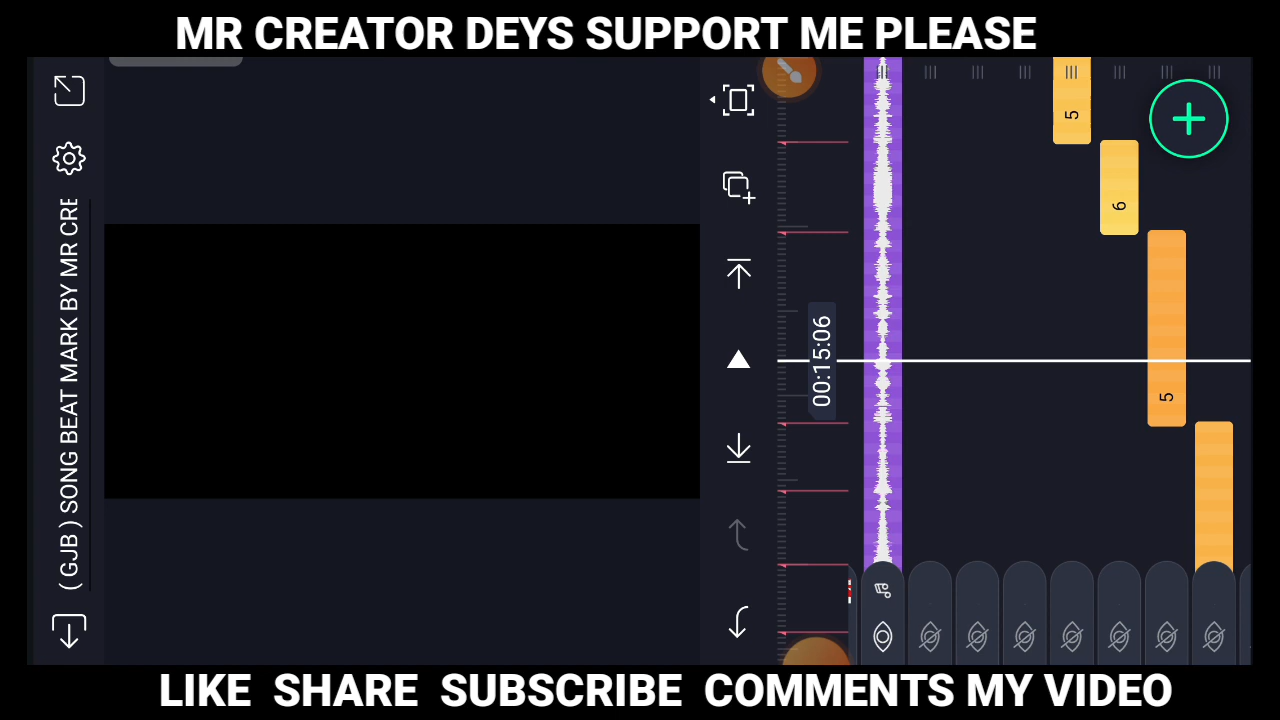 MR CREATOR DEYS SUPPORT ME PLEASE
(GJB) SONG BEAT MARK BY MR CRE
00:15:06
5
6
5
LIKE SHARE SUBSCRIBE COMMENTS MY VIDEO